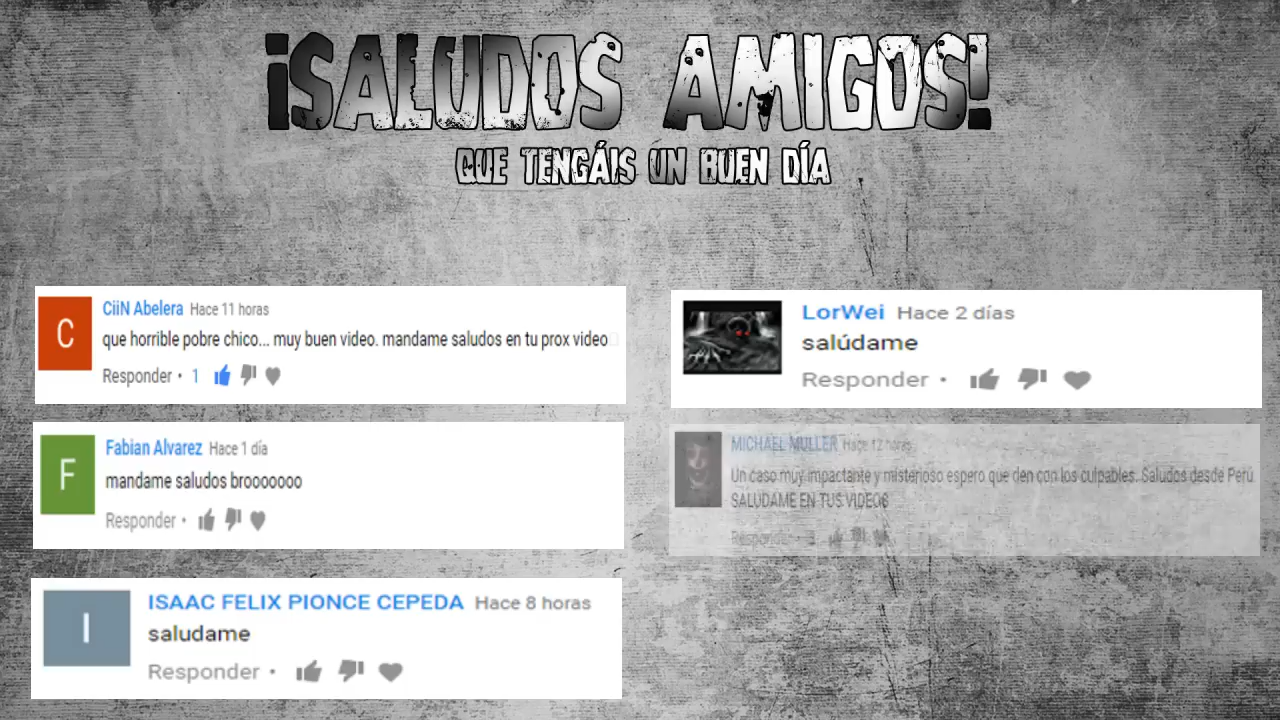 ¡SALUDOS AMIGOS!
QUE TENGÁIS UN BUEN DÍA
C
CiiN Abelera Hace 11 horas
que horrible pobre chico... muy buen video. mandame saludos en tu prox video
Responder • 1
F
Fabian Alvarez Hace 1 día
mandame saludos brooooooo
Responder •
I
ISAAC FELIX PIONCE CEPEDA Hace 8 horas
saludame
Responder •
LorWei Hace 2 días
salúdame
Responder •
MICHAEL MULLER Hace 12 horas
Un caso muy impactante y misterioso espero que den con los culpables. Saludos desde Perú
SALUDAME EN TUS VIDEOS
Responder • 3